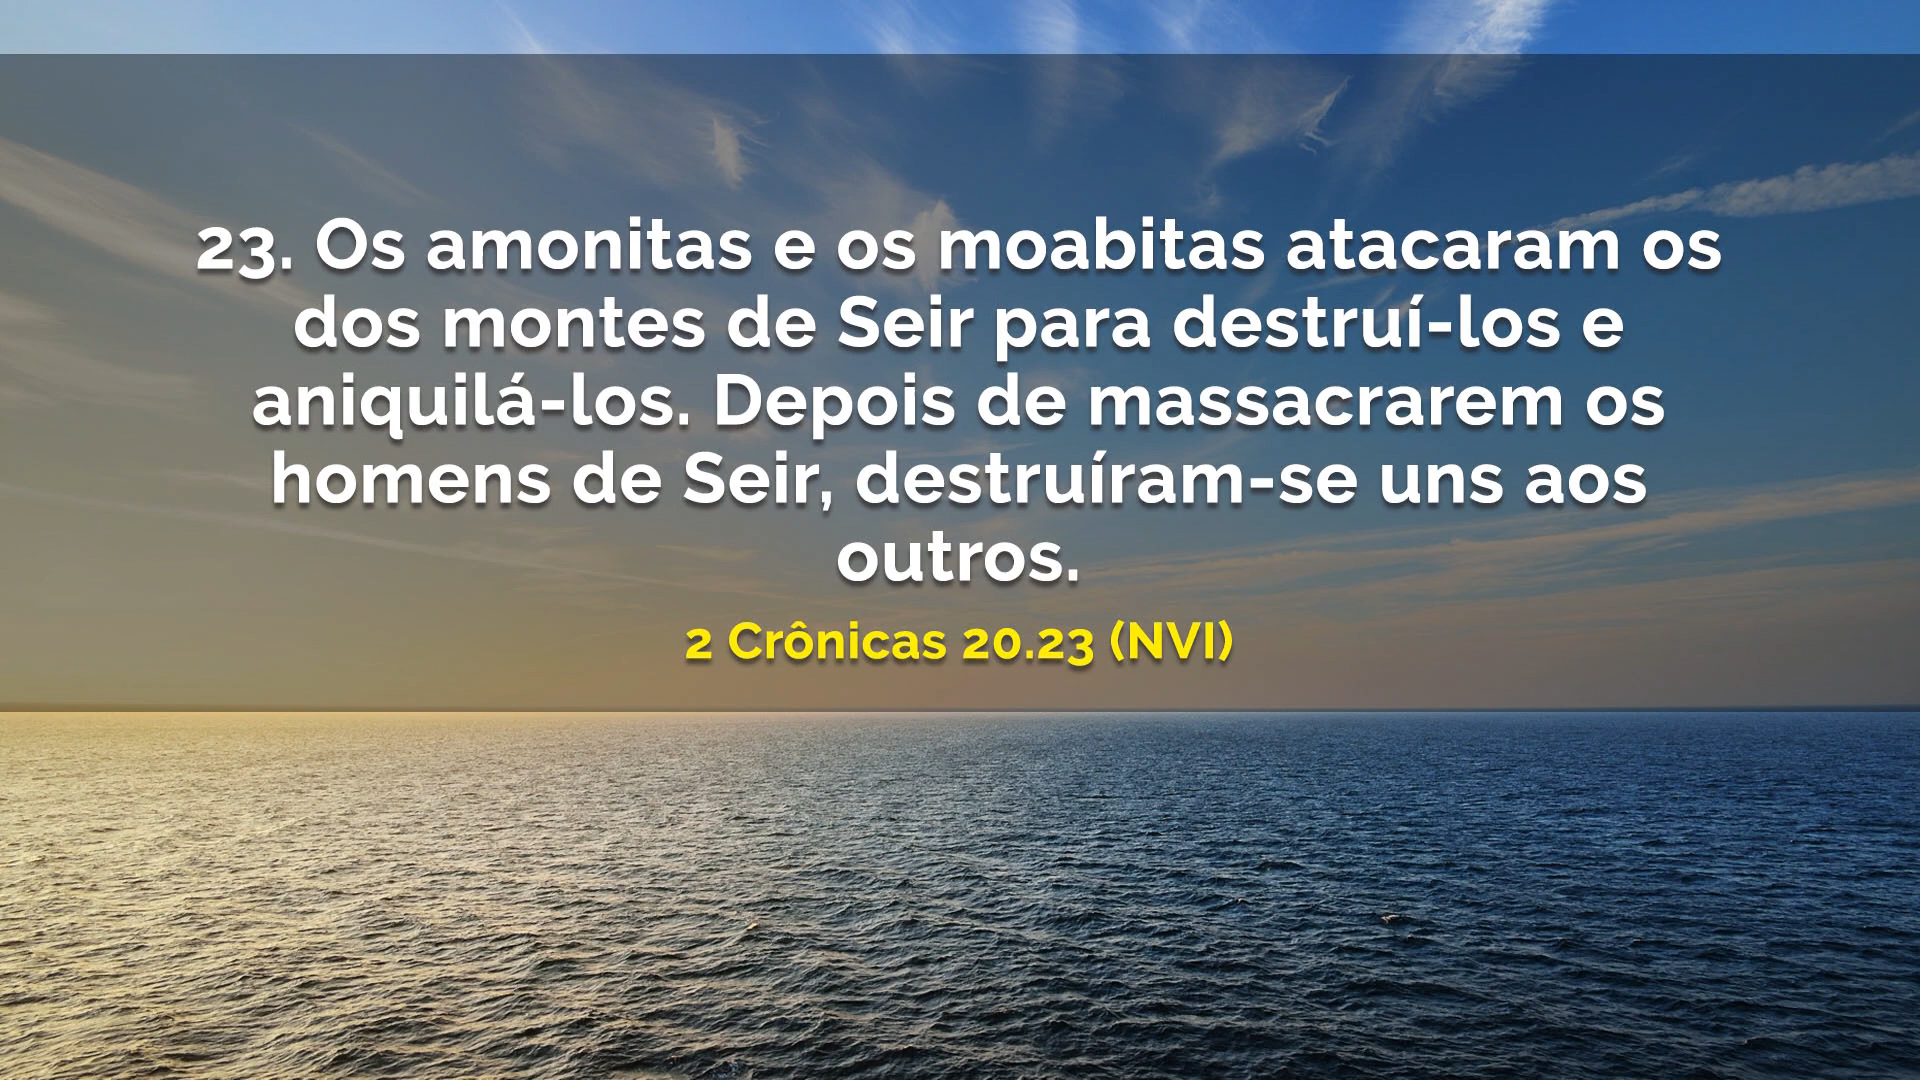 23. Os amonitas e os moabitas atacaram os
dos montes de Seir para destruí-los e
aniquilá-los. Depois de massacrarem os
homens de Seir, destruíram-se uns aos
outros.
2 Crônicas 20.23 (NVI)